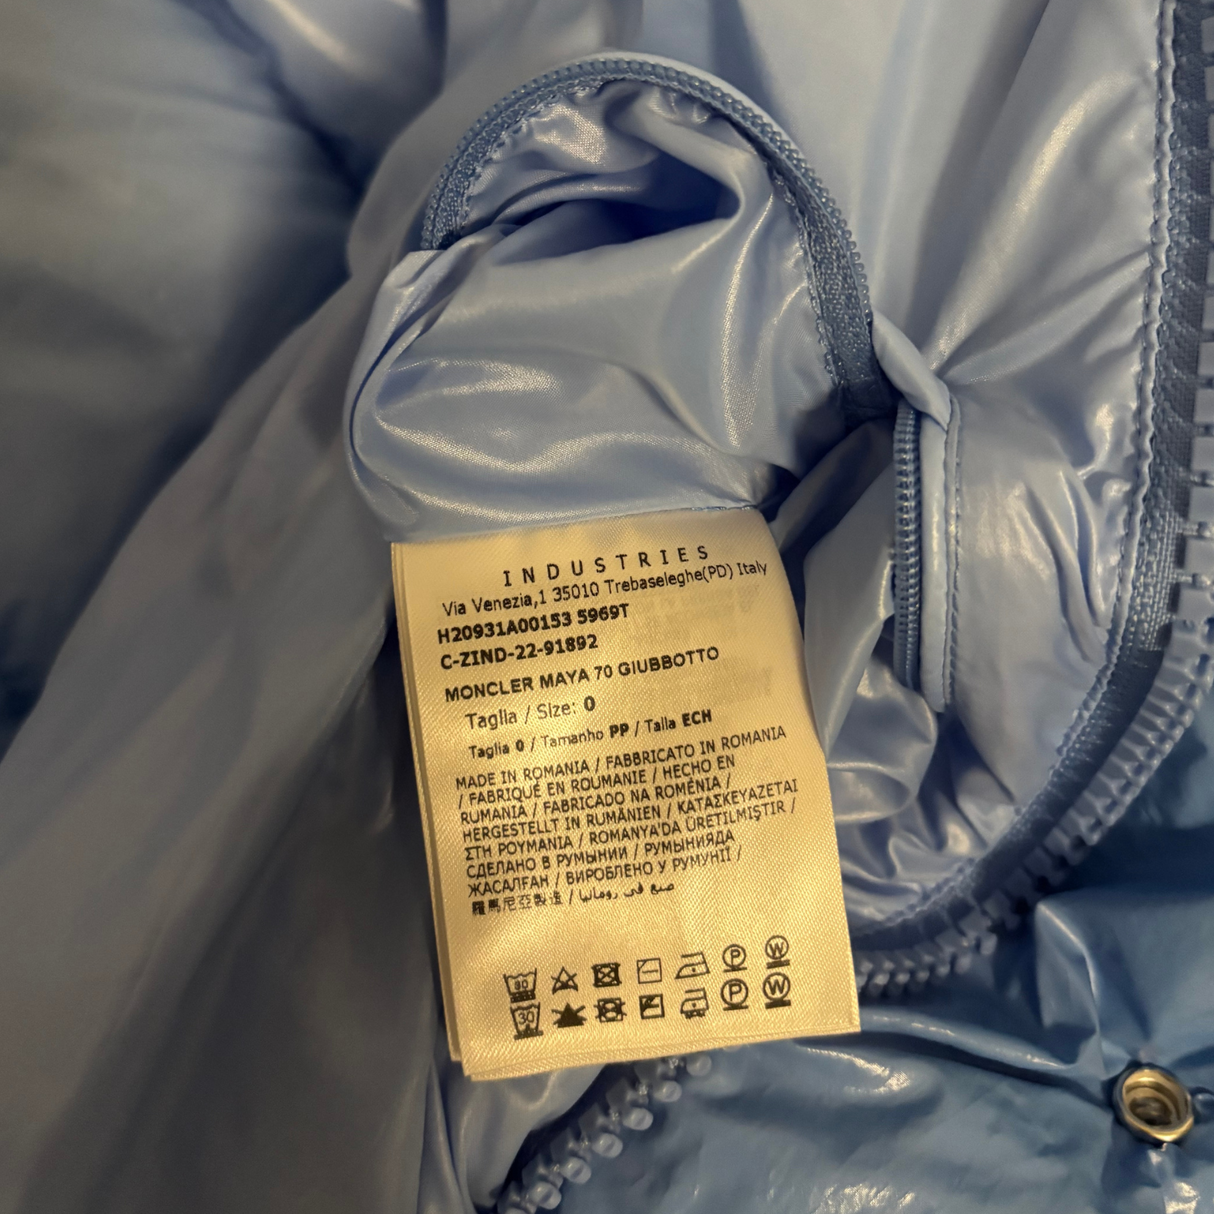 INDUSTRIES
Via Venezia,1 35010 Trebaseleghe(PD) Italy
H20931A00153 5969T
C-ZIND-22-91892
MONCLER MAYA 70 GIUBBOTTO
Taglia / Size: 0
Taglia 0 / Tamanho PP / Talla ECH
MADE IN ROMANIA / FABBRICATO IN ROMANIA
/ FABRIQUÉ EN ROUMANIE / HECHO EN
RUMANIA / FABRICADO NA ROMÉNIA /
HERGESTELLT IN RUMÄNIEN / ΚΑΤΑΣΚΕΥΑΖΕΤΑΙ
ΣΤΗ ΡΟΥΜΑΝΙΑ / ROMANYA'DA ÜRETILMIŞTIR /
СДЕЛАНО В РУМЫНИИ / РУМЫНИЯДА
ЖАСАЛҒАН / ВИРОБЛЕНО У РУМУНІЇ /
羅馬尼亞製造 / صنع في رومانيا
30 P W
30 P W